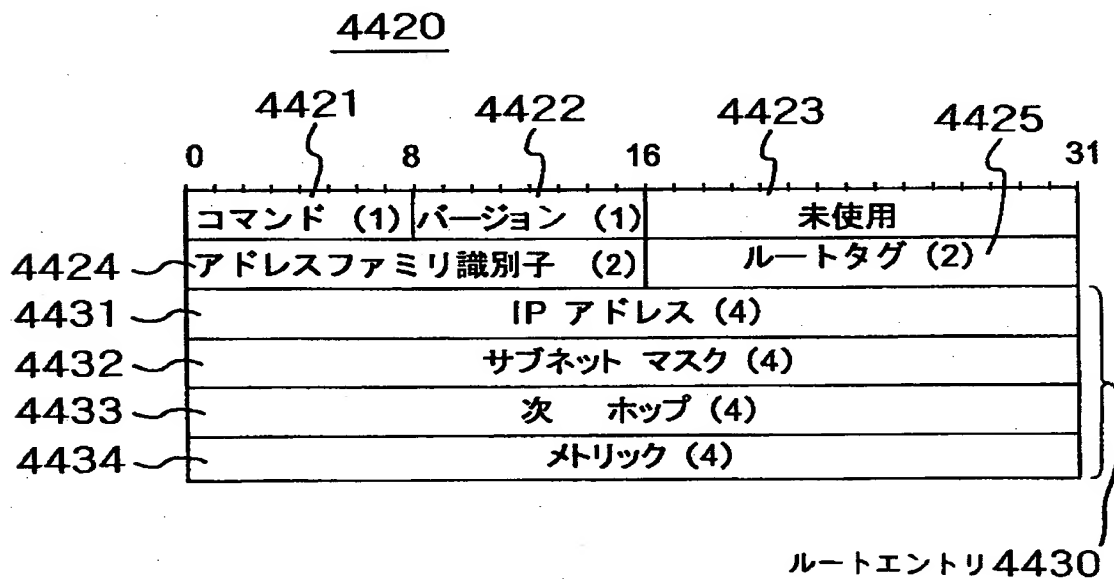 4420
4421 4422 4423 4425
0 8 16 31
コマンド (1) バージョン (1) 未使用
4424 アドレスファミリ識別子 (2) ルートタグ (2)
4431 IP アドレス (4)
4432 サブネット マスク (4)
4433 次 ホップ (4)
4434 メトリック (4)
ルートエントリ 4430